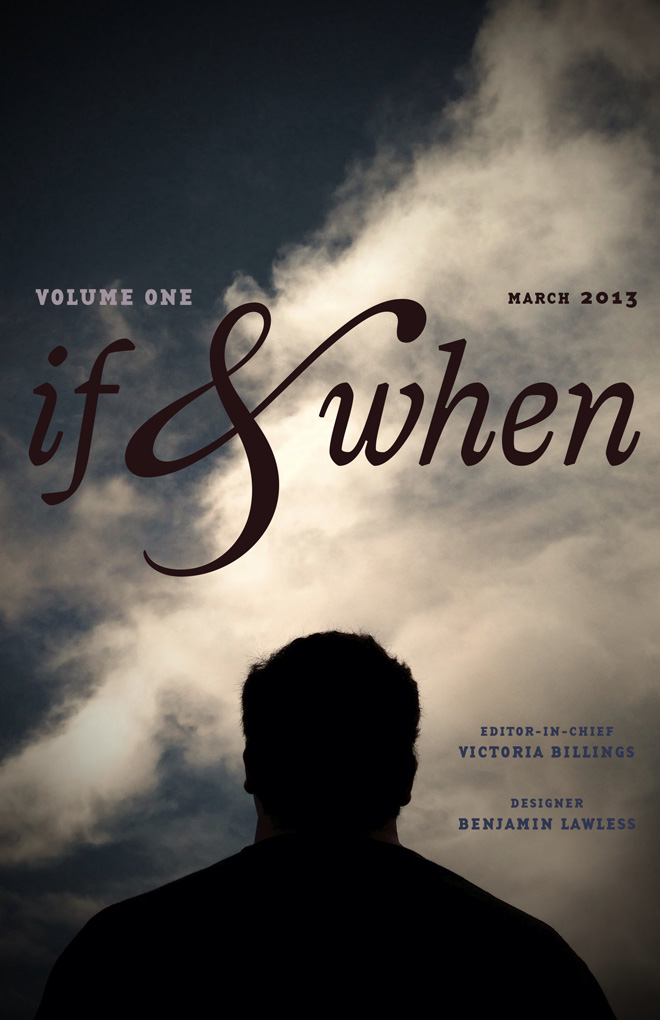 VOLUME ONE
MARCH 2013
if & when
EDITOR-IN-CHIEF
VICTORIA BILLINGS
DESIGNER
BENJAMIN LAWLESS